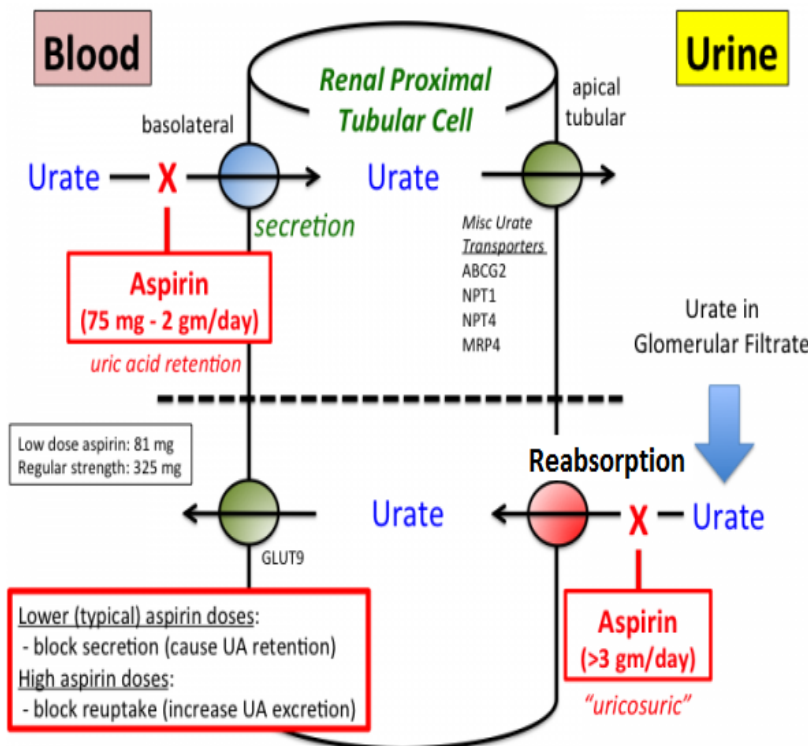 Blood
Renal Proximal
Tubular Cell
Urine
basolateral
apical
tubular
Urate
X
Urate
secretion
Misc Urate
Transporters
ABCG2
NPT1
NPT4
MRP4
Aspirin
(75 mg - 2 gm/day)
uric acid retention
Urate in
Glomerular Filtrate
Low dose aspirin: 81 mg
Regular strength: 325 mg
Reabsorption
Urate
X
Urate
GLUT9
Lower (typical) aspirin doses:
- block secretion (cause UA retention)
High aspirin doses:
- block reuptake (increase UA excretion)
Aspirin
(>3 gm/day)
"uricosuric"